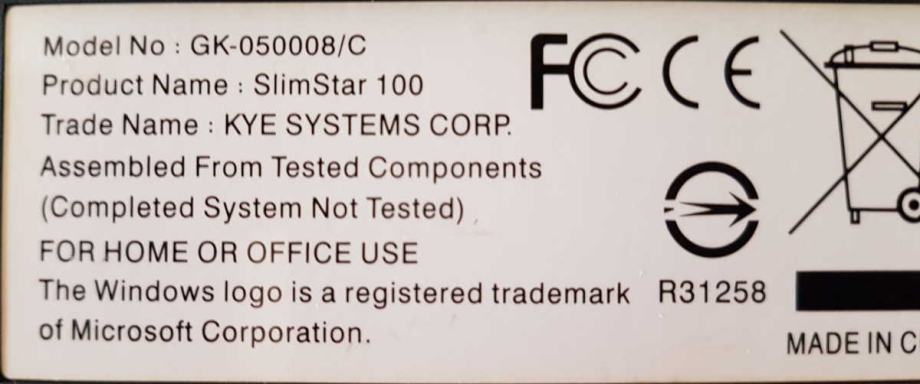 Model No : GK-050008/C
Product Name : SlimStar 100
Trade Name : KYE SYSTEMS CORP.
Assembled From Tested Components
(Completed System Not Tested)
FOR HOME OR OFFICE USE
The Windows logo is a registered trademark
of Microsoft Corporation.
FC CE
R31258
MADE IN C